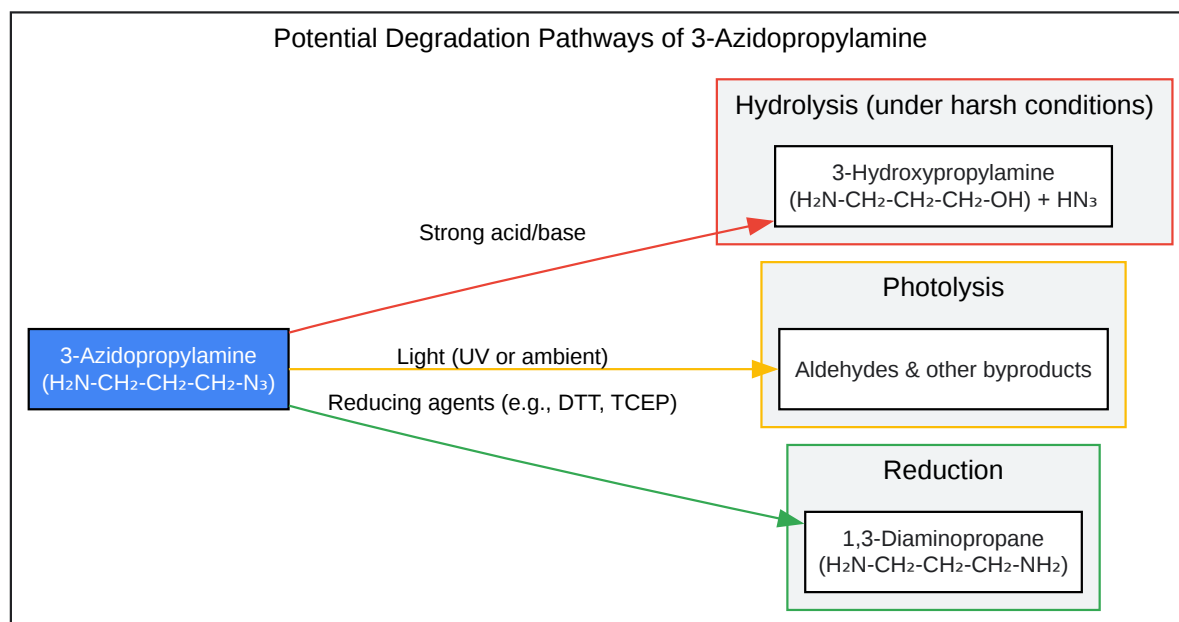 Potential Degradation Pathways of 3-Azidopropylamine
Hydrolysis (under harsh conditions)
3-Hydroxypropylamine
(H₂N-CH₂-CH₂-CH₂-OH) + HN₃
Strong acid/base
Photolysis
3-Azidopropylamine
(H₂N-CH₂-CH₂-CH₂-N₃)
Light (UV or ambient)
Aldehydes & other byproducts
Reducing agents (e.g., DTT, TCEP)
Reduction
1,3-Diaminopropane
(H₂N-CH₂-CH₂-CH₂-NH₂)